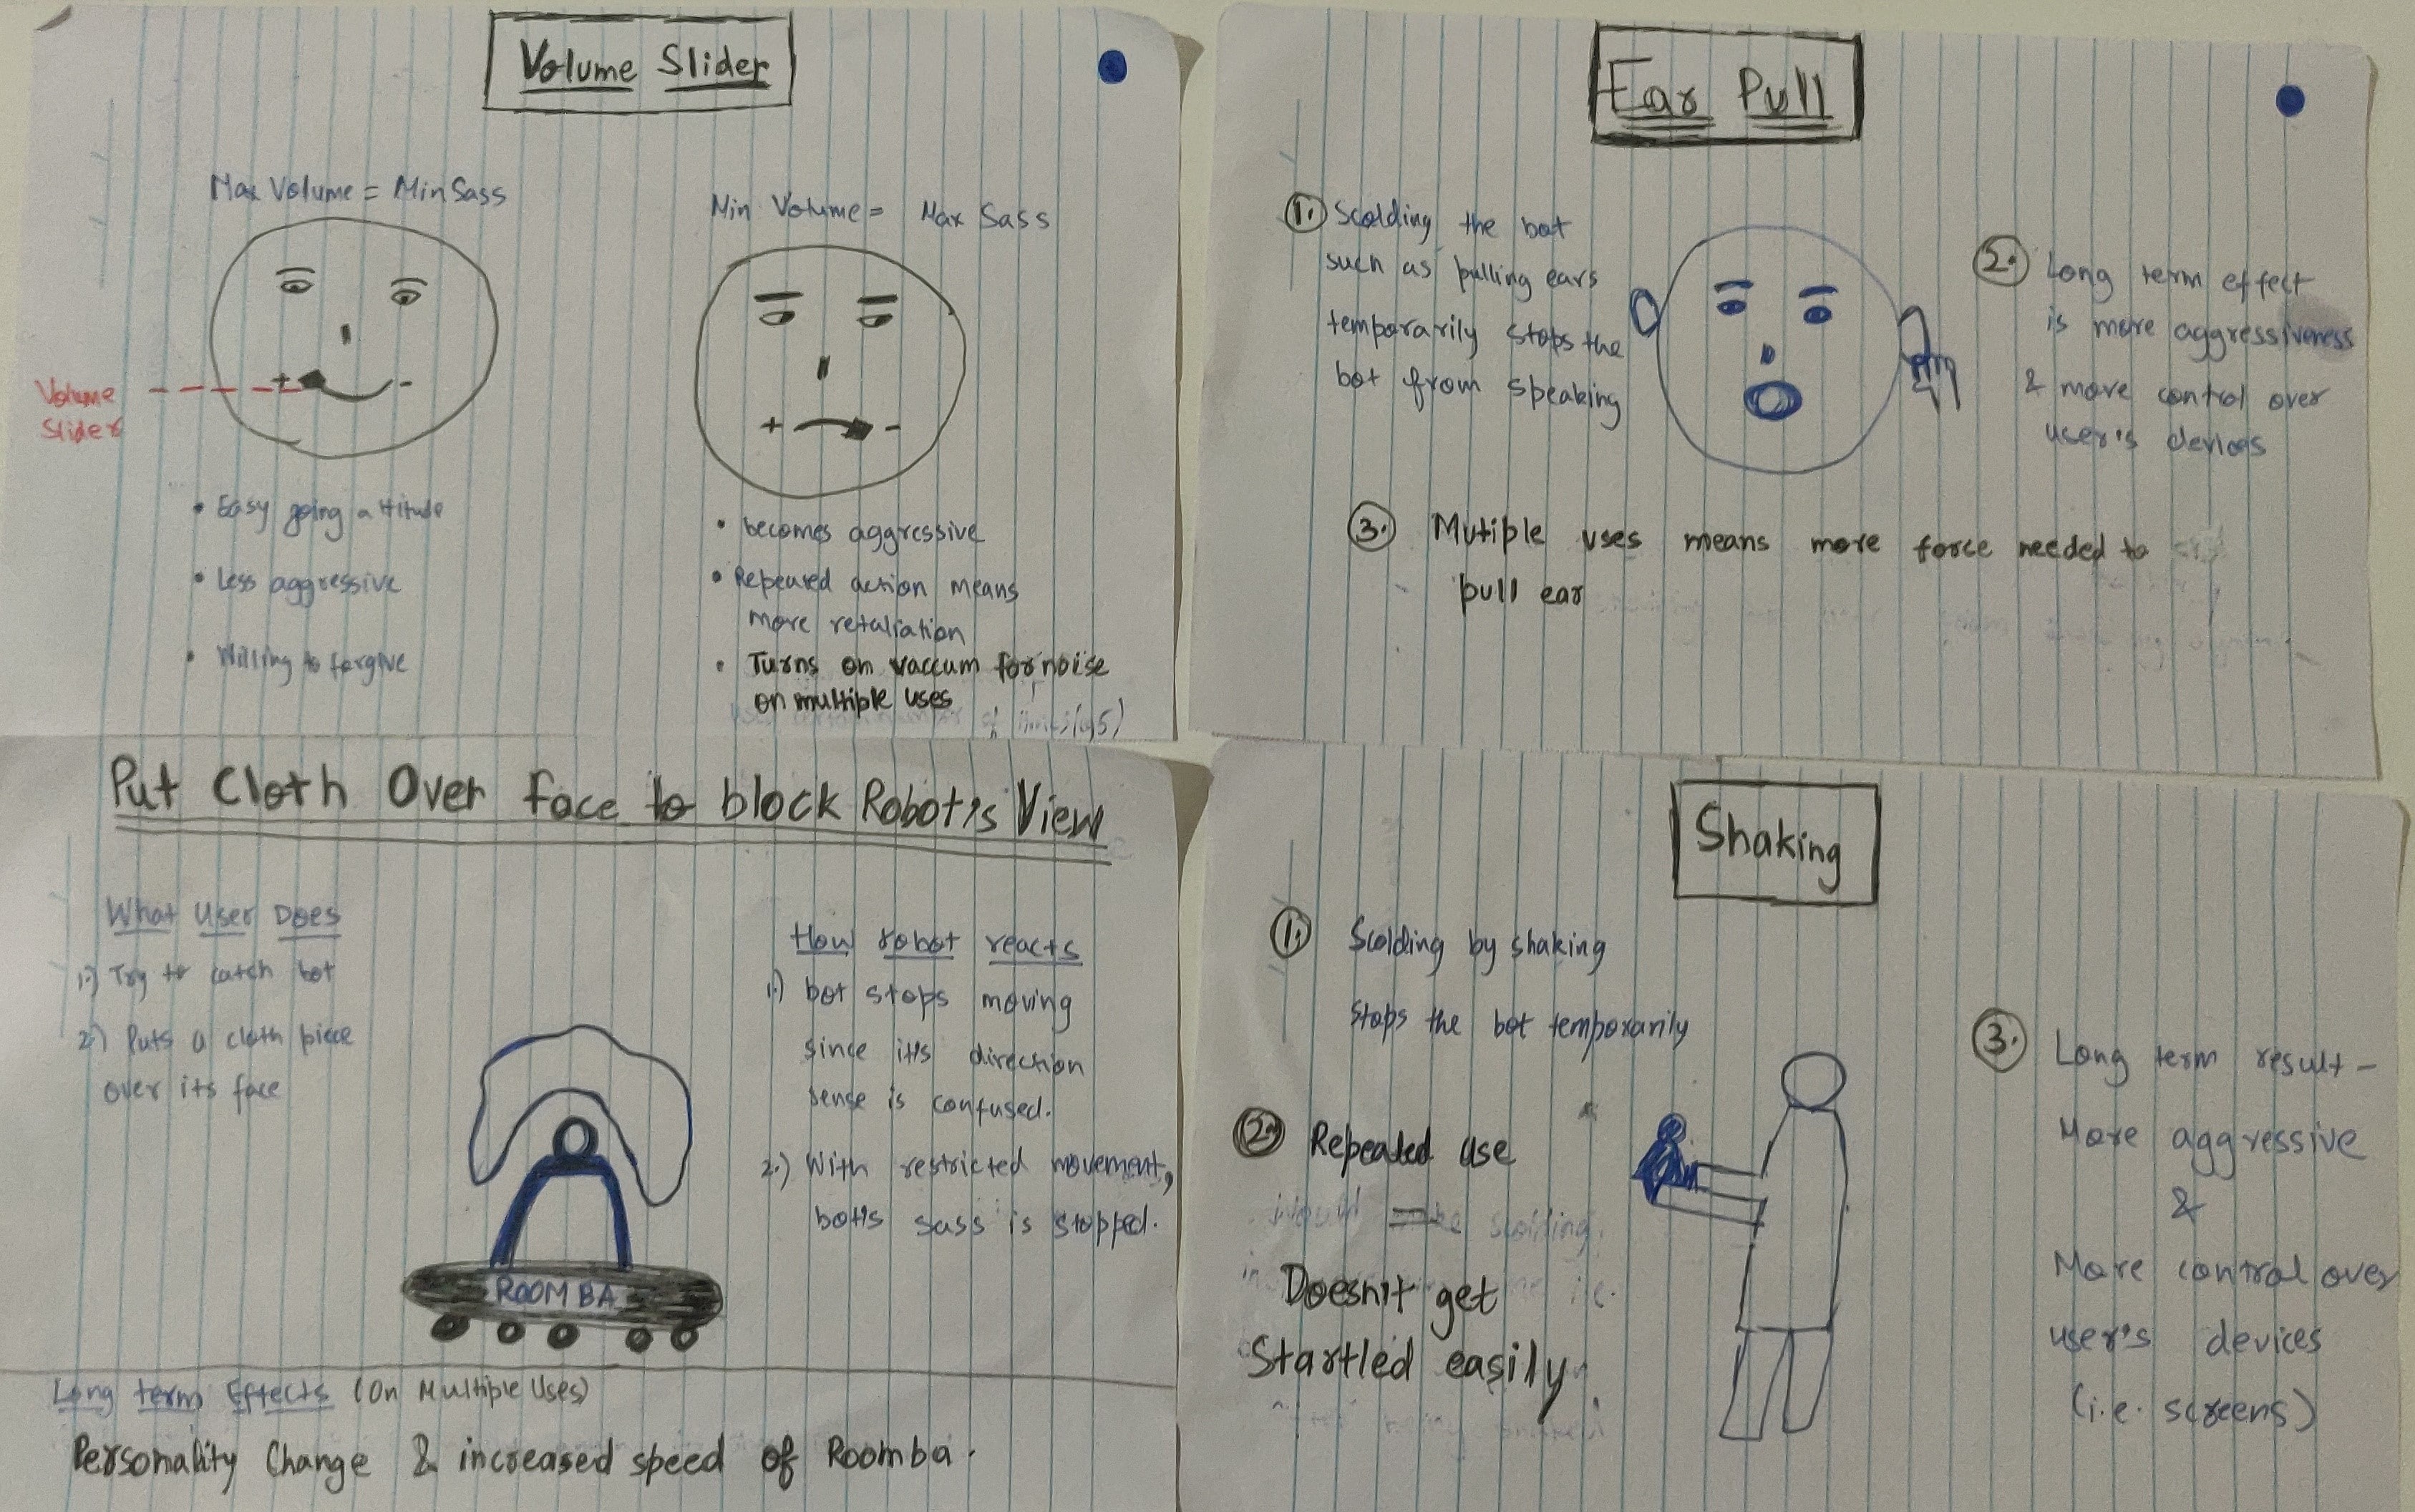 Volume Slider
Max Volume = Min Sass
Min Volume = Max Sass
+ -
Volume
Slider
+ -
• Easy going attitude
• Less aggressive
• Willing to forgive
• becomes aggressive
• Repeated action means
more retaliation
• Turns on vaccum for noise
on multiple uses
Ear Pull
1. Scolding the bot
such as pulling ears
temporarily stops the
bot from speaking
2. Long term effect
is more aggressiveness
& more control over
user's devices
3. Mutiple uses means more force needed to
pull ear
Put Cloth Over face to block Robot's View
What User Does
1.) Try to catch bot
2.) Puts a cloth piece
over its face
How robot reacts
1.) bot stops moving
since it's direction
sense is confused.
2.) With restricted movement,
bot's sass is stopped.
ROOMBA
Long term Effects (On Multiple Uses)
Personality Change & increased speed of Roomba.
Shaking
1. Scolding by shaking
stops the bot temporarily
2. Repeated use
Doesn't get
Startled easily
3. Long term result -
More aggressive
&
More control over
user's devices
(i.e. screens)